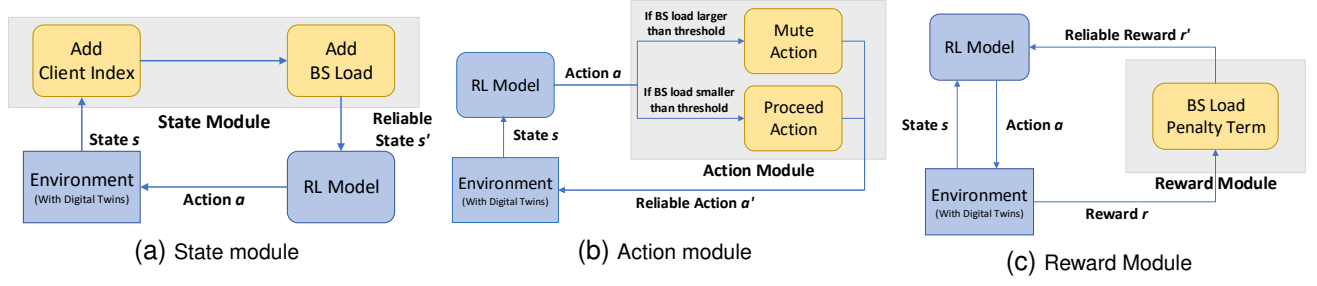 Add
Client Index
Add
BS Load
State Module
State s
Reliable
State s'
Environment
(With Digital Twins)
Action a
RL Model
(a) State module
RL Model
Action a
If BS load larger
than threshold
Mute
Action
If BS load smaller
than threshold
Proceed
Action
Action Module
State s
Environment
(With Digital Twins)
Reliable Action a'
(b) Action module
RL Model
Reliable Reward r'
BS Load
Penalty Term
Reward Module
State s
Action a
Environment
(With Digital Twins)
Reward r
(c) Reward Module